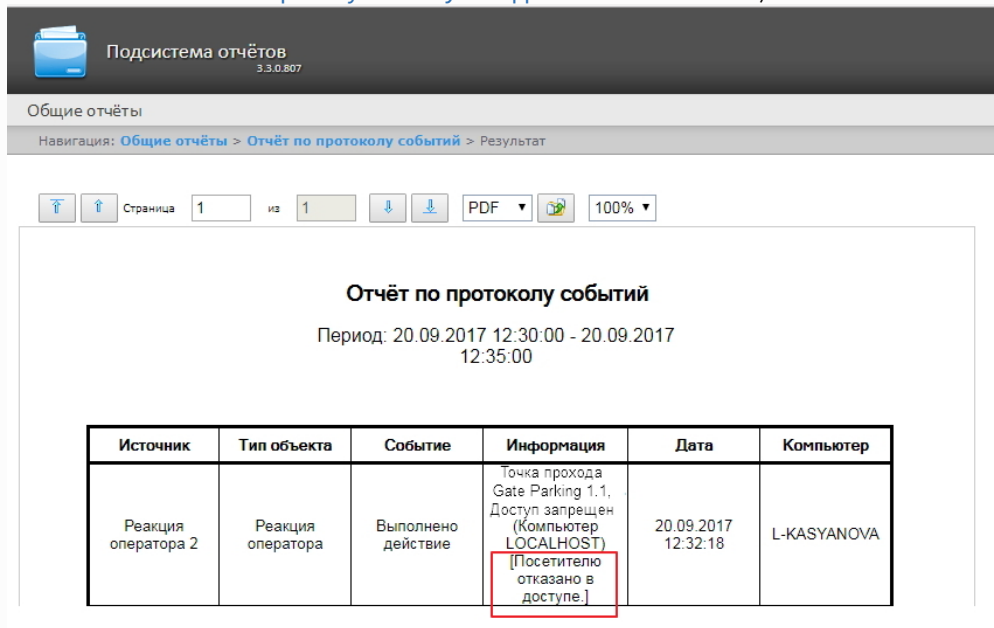 Подсистема отчётов
3.3.0.807
Общие отчёты
Навигация: Общие отчёты > Отчёт по протоколу событий > Результат
Страница 1 из 1 PDF 100%
Отчёт по протоколу событий
Период: 20.09.2017 12:30:00 - 20.09.2017
12:35:00
Источник Тип объекта Событие Информация Дата Компьютер
Реакция оператора 2 Реакция оператора Выполнено действие Точка прохода Gate Parking 1.1, Доступ запрещен (Компьютер LOCALHOST) [Посетителю отказано в доступе.] 20.09.2017 12:32:18 L-KASYANOVA